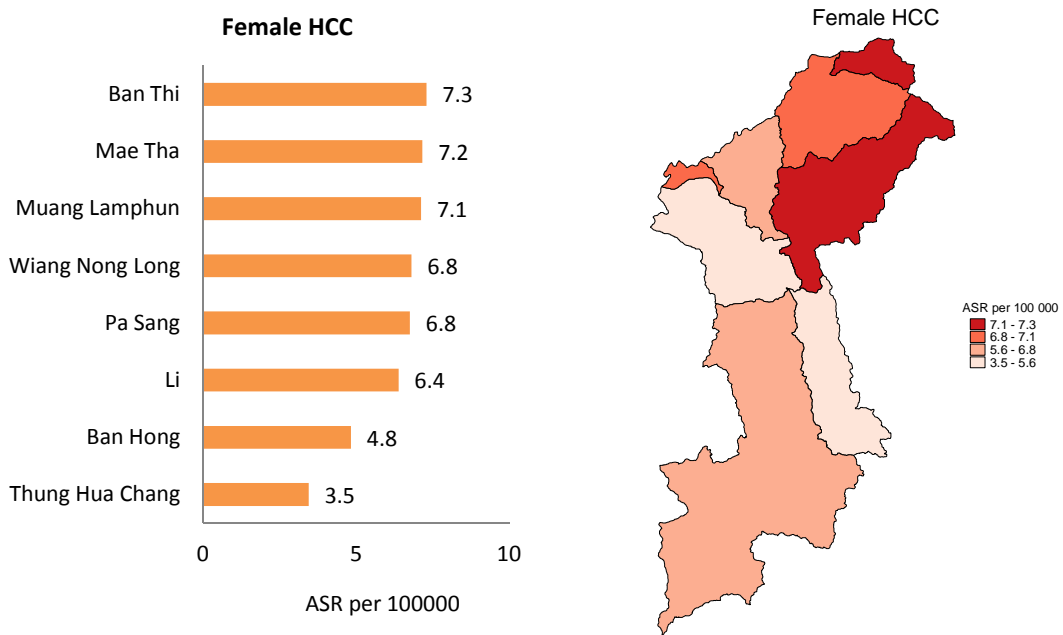 Female HCC
Ban Thi 7.3
Mae Tha 7.2
Muang Lamphun 7.1
Wiang Nong Long 6.8
Pa Sang 6.8
Li 6.4
Ban Hong 4.8
Thung Hua Chang 3.5
0 5 10
ASR per 100000
Female HCC
ASR per 100 000
7.1 - 7.3
6.8 - 7.1
5.6 - 6.8
3.5 - 5.6